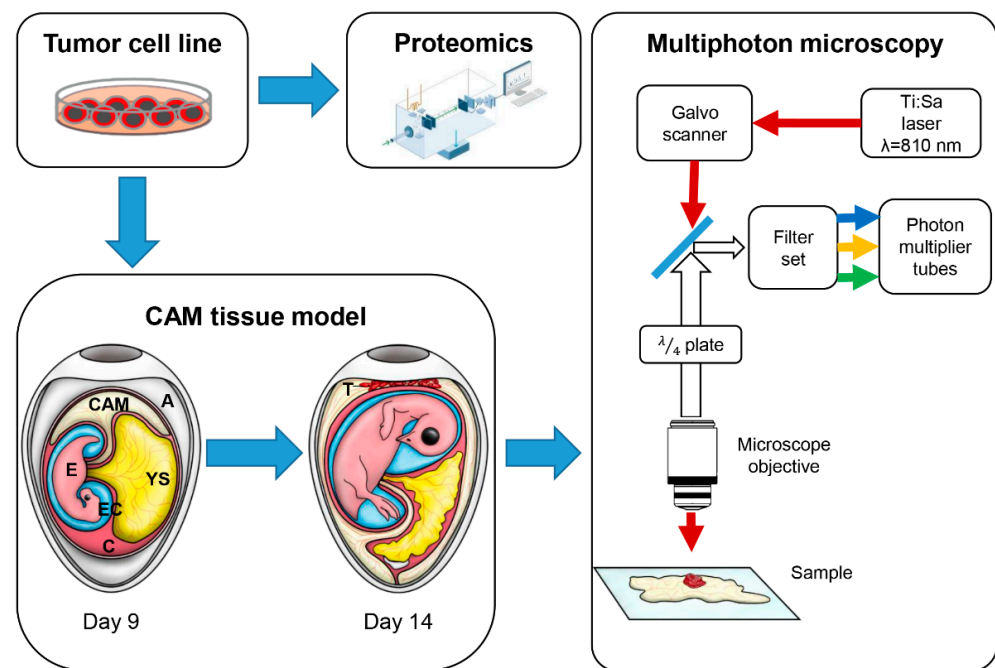 Tumor cell line
Proteomics
CAM tissue model
CAM
A
E
YS
EC
C
T
Day 9
Day 14
Multiphoton microscopy
Galvo
scanner
Ti:Sa
laser
λ=810 nm
Filter
set
Photon
multiplier
tubes
λ/4 plate
Microscope
objective
Sample